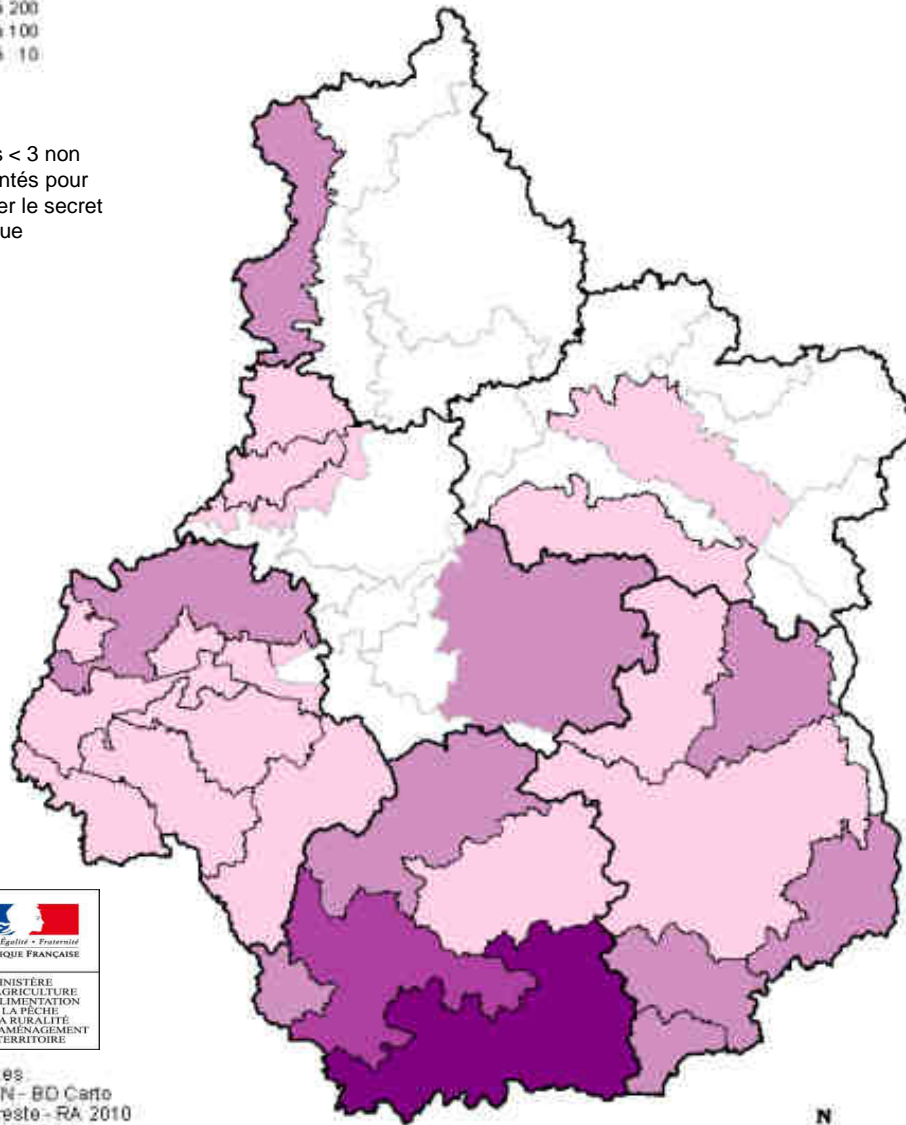 200
100
10
< 3 non
ntés pour
er le secret
ue
Égalité • Fraternité
IQUE FRANÇAISE
INISTÈRE
AGRICULTURE
LIMENTATION
LA PÊCHE
A RURALITÉ
AMÉNAGEMENT
TERRITOIRE
es
N - BD Carto
reste - RA 2010
N